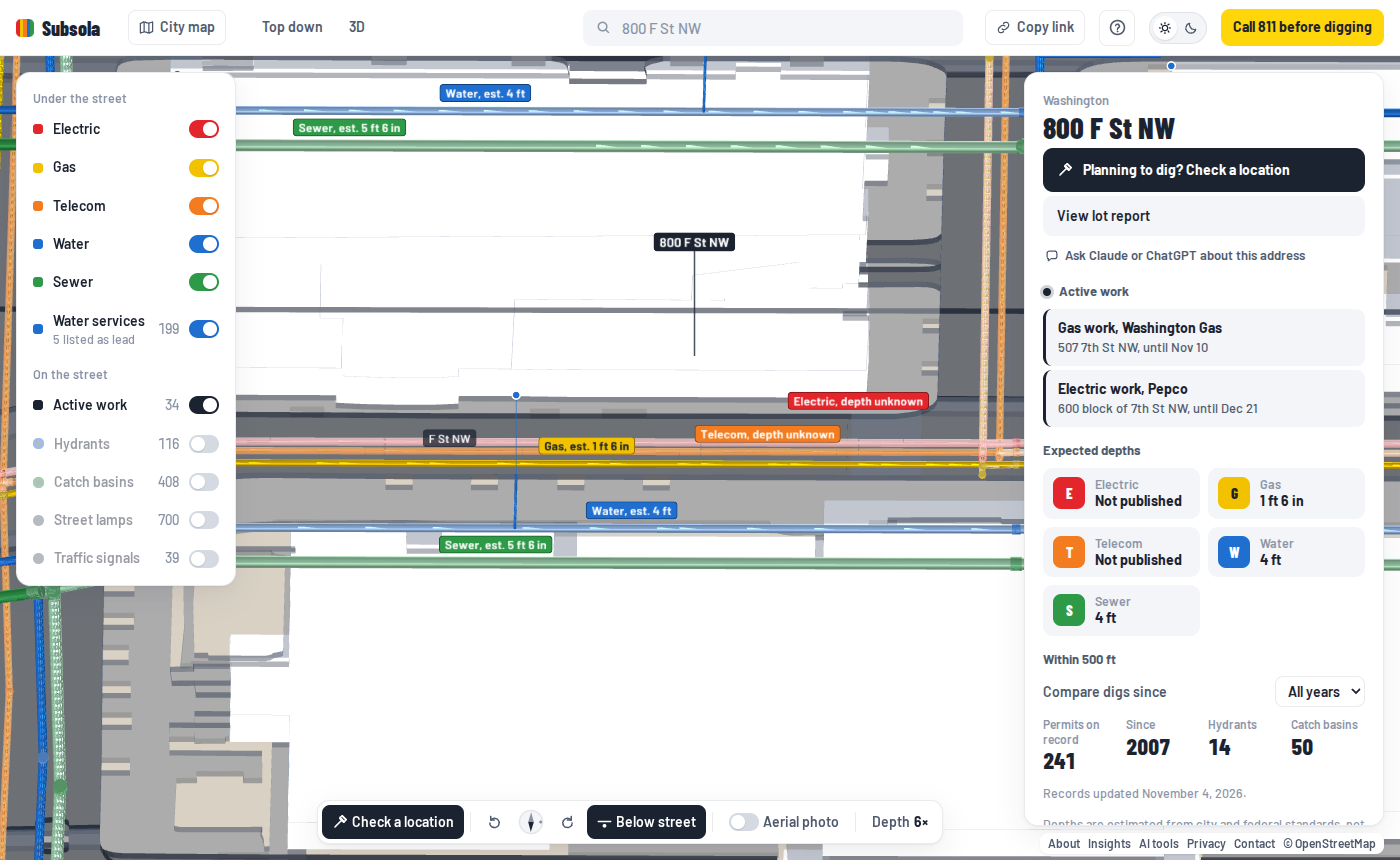 Subsola
City map
Top down
3D
800 F St NW
Copy link
Call 811 before digging
Under the street
Electric
Gas
Telecom
Water
Sewer
Water services
199
5 listed as lead
On the street
Active work
34
Hydrants
116
Catch basins
408
Street lamps
700
Traffic signals
39
Water, est. 4 ft
Sewer, est. 5 ft 6 in
800 F St NW
Electric, depth unknown
Telecom, depth unknown
F St NW
Gas, est. 1 ft 6 in
Water, est. 4 ft
Sewer, est. 5 ft 6 in
Check a location
Below street
Aerial photo
Depth 6×
Washington
800 F St NW
Planning to dig? Check a location
View lot report
Ask Claude or ChatGPT about this address
Active work
Gas work, Washington Gas
507 7th St NW, until Nov 10
Electric work, Pepco
600 block of 7th St NW, until Dec 21
Expected depths
E
Electric
Not published
G
Gas
1 ft 6 in
T
Telecom
Not published
W
Water
4 ft
S
Sewer
4 ft
Within 500 ft
Compare digs since
All years
Permits on record
241
Since
2007
Hydrants
14
Catch basins
50
Records updated November 4, 2026.
Depths are estimated from city and federal standards, not
About
Insights
AI tools
Privacy
Contact
© OpenStreetMap